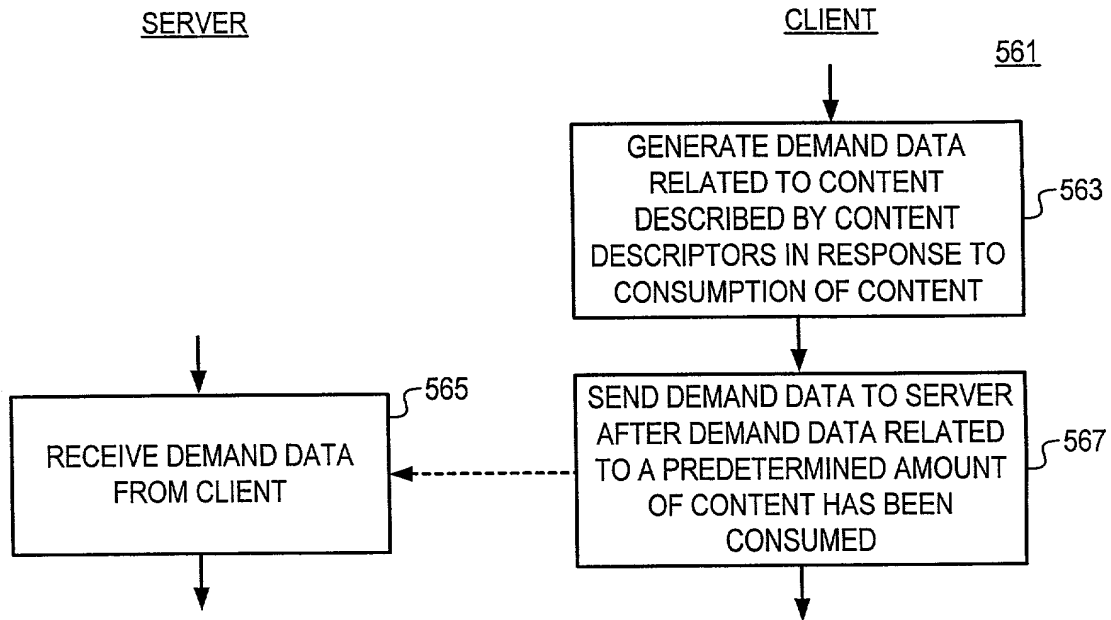 SERVER
CLIENT
561
GENERATE DEMAND DATA
RELATED TO CONTENT
DESCRIBED BY CONTENT
DESCRIPTORS IN RESPONSE TO
CONSUMPTION OF CONTENT
563
RECEIVE DEMAND DATA
FROM CLIENT
565
SEND DEMAND DATA TO SERVER
AFTER DEMAND DATA RELATED
TO A PREDETERMINED AMOUNT
OF CONTENT HAS BEEN
CONSUMED
567